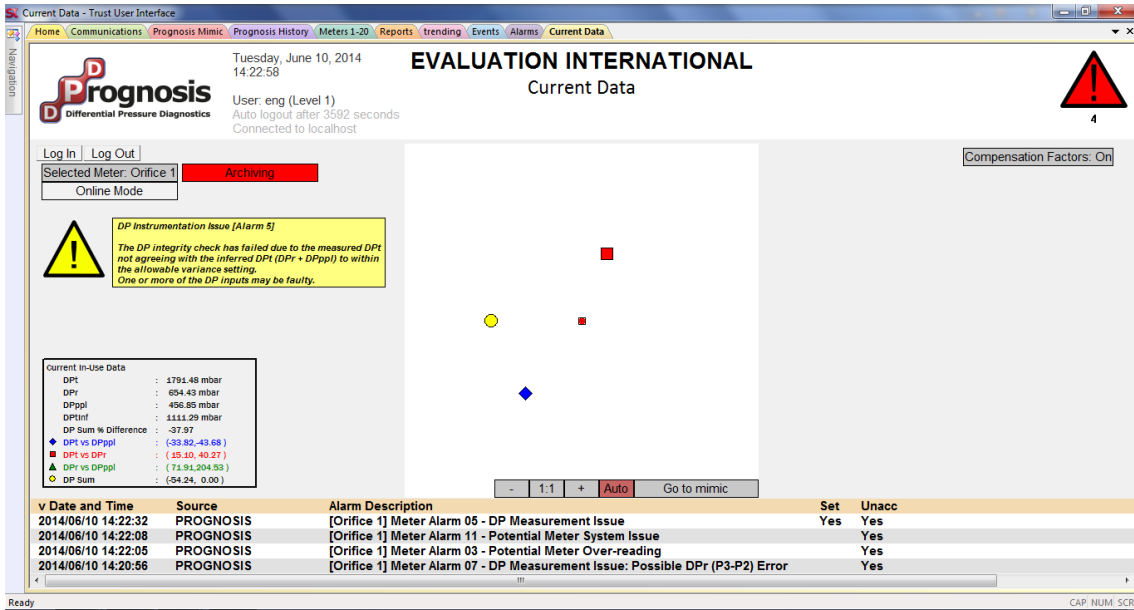 Current Data - Trust User Interface
Home Communications Prognosis Mimic Prognosis History Meters 1-20 Reports trending Events Alarms Current Data
Navigation
DP Prognosis
D Differential Pressure Diagnostics
Tuesday, June 10, 2014
14:22:58
User: eng (Level 1)
Auto logout after 3592 seconds
Connected to localhost
EVALUATION INTERNATIONAL
Current Data
!
4
Log In Log Out
Selected Meter: Orifice 1 Archiving
Online Mode
Compensation Factors: On
!
DP Instrumentation Issue [Alarm 5]
The DP integrity check has failed due to the measured DPt
not agreeing with the inferred DPt (DPr + DPppl) to within
the allowable variance setting.
One or more of the DP inputs may be faulty.
Current In-Use Data
DPt : 1791.48 mbar
DPr : 654.43 mbar
DPppl : 456.85 mbar
DPtinf : 1111.29 mbar
DP Sum % Difference : -37.97
DPt vs DPppl : (-33.82,-43.68 )
DPt vs DPr : ( 15.10, 40.27 )
DPr vs DPppl : ( 71.91,204.53 )
DP Sum : (-54.24, 0.00 )
- 1:1 + Auto Go to mimic
v Date and Time Source Alarm Description Set Unacc
2014/06/10 14:22:32 PROGNOSIS [Orifice 1] Meter Alarm 05 - DP Measurement Issue Yes Yes
2014/06/10 14:22:08 PROGNOSIS [Orifice 1] Meter Alarm 11 - Potential Meter System Issue Yes
2014/06/10 14:22:05 PROGNOSIS [Orifice 1] Meter Alarm 03 - Potential Meter Over-reading Yes
2014/06/10 14:20:56 PROGNOSIS [Orifice 1] Meter Alarm 07 - DP Measurement Issue: Possible DPr (P3-P2) Error Yes
Ready
CAP NUM SCR